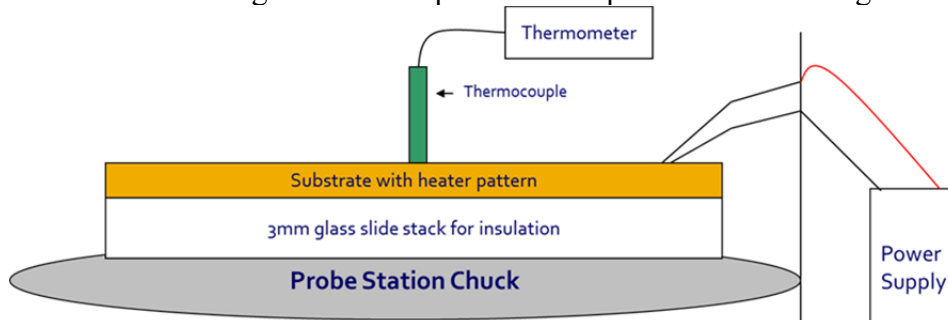 Thermometer
Thermocouple
Substrate with heater pattern
3mm glass slide stack for insulation
Probe Station Chuck
Power
Supply